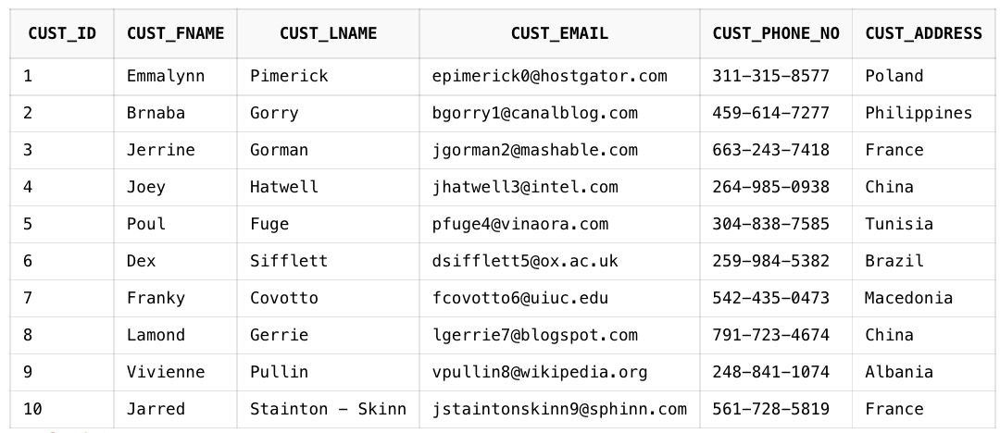 CUST_ID CUST_FNAME CUST_LNAME CUST_EMAIL CUST_PHONE_NO CUST_ADDRESS
1 Emmalynn Pimerick epimerick0@hostgator.com 311-315-8577 Poland
2 Brnaba Gorry bgorry1@canalblog.com 459-614-7277 Philippines
3 Jerrine Gorman jgorman2@mashable.com 663-243-7418 France
4 Joey Hatwell jhatwell3@intel.com 264-985-0938 China
5 Poul Fuge pfuge4@vinaora.com 304-838-7585 Tunisia
6 Dex Sifflett dsifflett5@ox.ac.uk 259-984-5382 Brazil
7 Franky Covotto fcovotto6@uiuc.edu 542-435-0473 Macedonia
8 Lamond Gerrie lgerrie7@blogspot.com 791-723-4674 China
9 Vivienne Pullin vpullin8@wikipedia.org 248-841-1074 Albania
10 Jarred Stainton - Skinn jstaintonskinn9@sphinn.com 561-728-5819 France